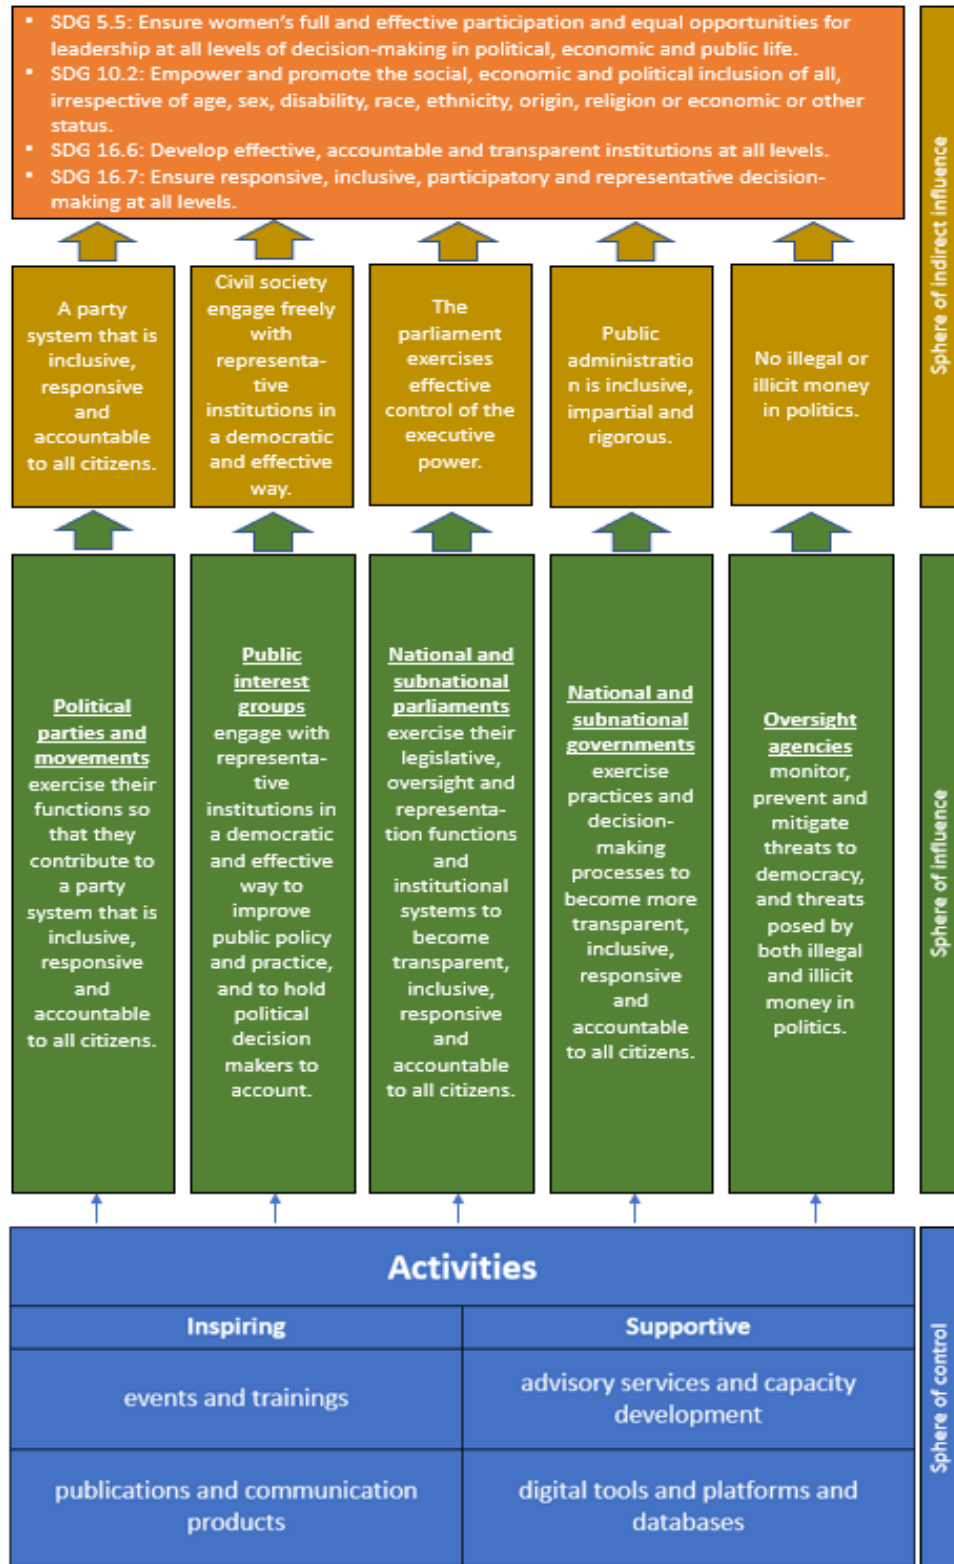 • SDG 5.5: Ensure women's full and effective participation and equal opportunities for
leadership at all levels of decision-making in political, economic and public life.
• SDG 10.2: Empower and promote the social, economic and political inclusion of all,
irrespective of age, sex, disability, race, ethnicity, origin, religion or economic or other
status.
• SDG 16.6: Develop effective, accountable and transparent institutions at all levels.
• SDG 16.7: Ensure responsive, inclusive, participatory and representative decision-
making at all levels.
A party
system that is
inclusive,
responsive
and
accountable
to all citizens.
Civil society
engage freely
with
representa-
tive
institutions in
a democratic
and effective
way.
The
parliament
exercises
effective
control of the
executive
power.
Public
administratio
n is inclusive,
impartial and
rigorous.
No illegal or
illicit money
in politics.
Sphere of indirect influence
Political
parties and
movements
exercise their
functions so
that they
contribute to
a party
system that is
inclusive,
responsive
and
accountable
to all citizens.
Public
interest
groups
engage with
representa-
tive
institutions in
a democratic
and effective
way to
improve
public policy
and practice,
and to hold
political
decision
makers to
account.
National and
subnational
parliaments
exercise their
legislative,
oversight and
representa-
tion functions
and
institutional
systems to
become
transparent,
inclusive,
responsive
and
accountable
to all citizens.
National and
subnational
governments
exercise
practices and
decision-
making
processes to
become more
transparent,
inclusive,
responsive
and
accountable
to all citizens.
Oversight
agencies
monitor,
prevent and
mitigate
threats to
democracy,
and threats
posed by
both illegal
and illicit
money in
politics.
Sphere of influence
Activities
Inspiring
Supportive
events and trainings
advisory services and capacity
development
publications and communication
products
digital tools and platforms and
databases
Sphere of control